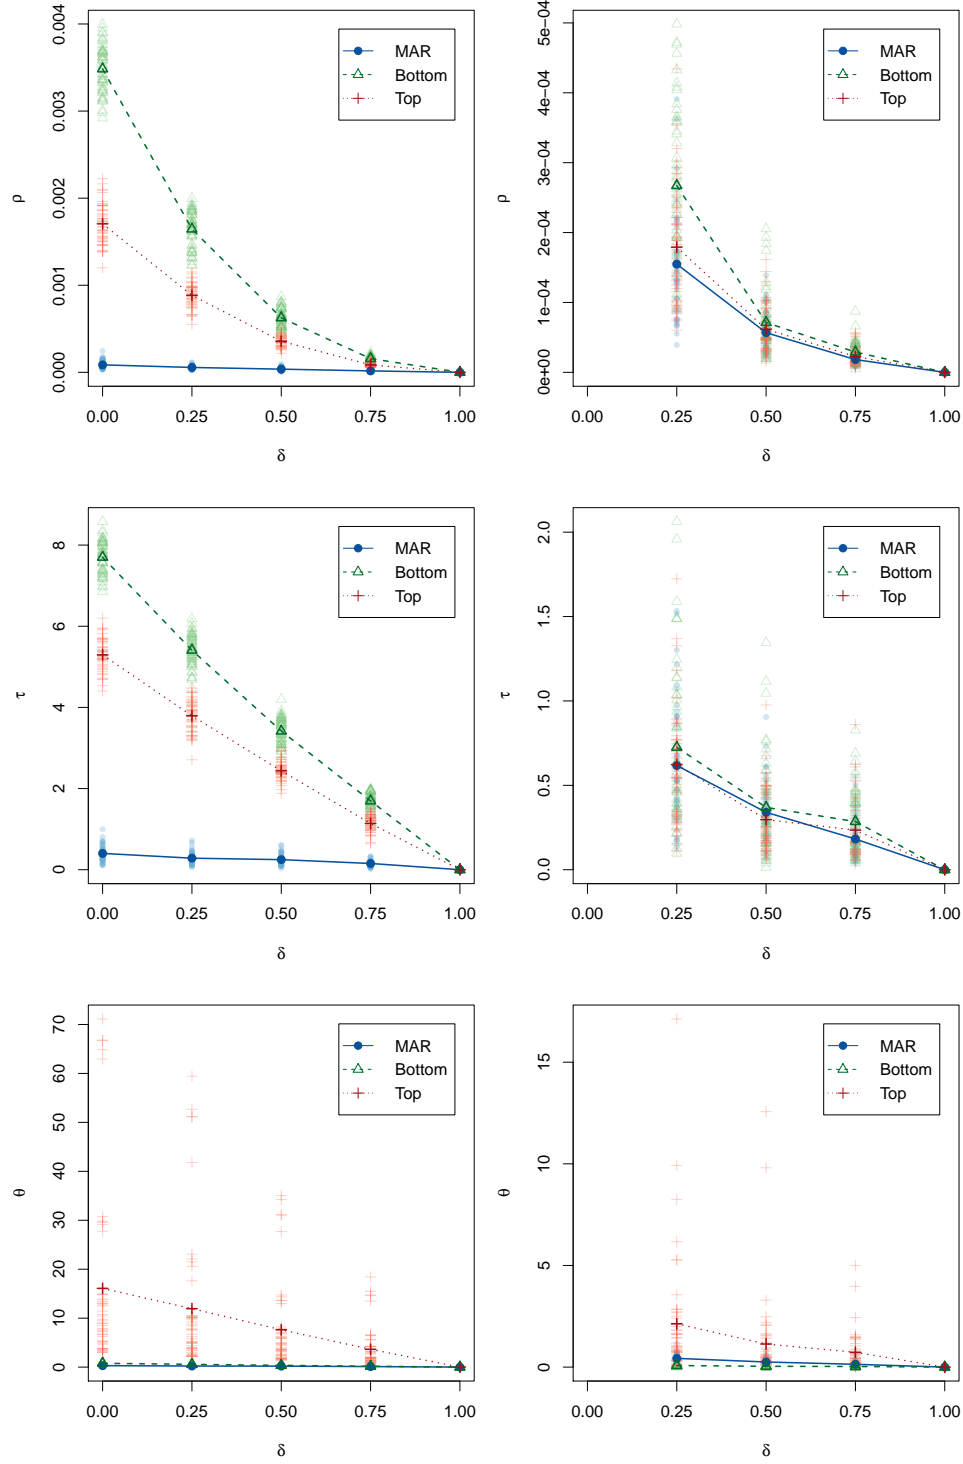 0.000 0.001 0.002 0.003 0.004
ρ
MAR
Bottom
Top
0.00 0.25 0.50 0.75 1.00
δ
0e+00 1e−04 2e−04 3e−04 4e−04 5e−04
ρ
MAR
Bottom
Top
0.00 0.25 0.50 0.75 1.00
δ
0 2 4 6 8
τ
MAR
Bottom
Top
0.00 0.25 0.50 0.75 1.00
δ
0.0 0.5 1.0 1.5 2.0
τ
MAR
Bottom
Top
0.00 0.25 0.50 0.75 1.00
δ
0 10 20 30 40 50 60 70
θ
MAR
Bottom
Top
0.00 0.25 0.50 0.75 1.00
δ
0 5 10 15
θ
MAR
Bottom
Top
0.00 0.25 0.50 0.75 1.00
δ